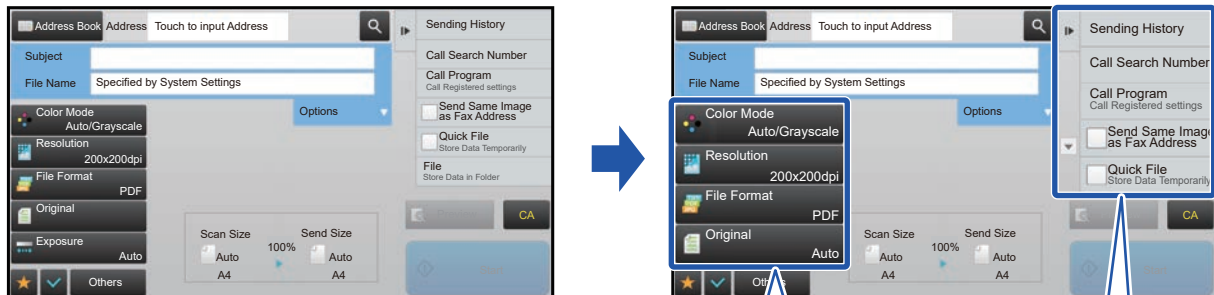 Address Book Address Touch to input Address
Subject
File Name Specified by System Settings
Options
Color Mode
Auto/Grayscale
Resolution
200x200dpi
File Format
PDF
Original
Exposure
Auto
Others
Scan Size
Auto
A4
100%
Send Size
Auto
A4
Sending History
Call Search Number
Call Program
Call Registered settings
Send Same Image
as Fax Address
Quick File
Store Data Temporarily
File
Store Data in Folder
CA
Address Book Address Touch to input Address
Subject
File Name Specified by System Settings
Options
Color Mode
Auto/Grayscale
Resolution
200x200dpi
File Format
PDF
Original
Auto
Scan Size
Auto
A4
100%
Send Size
Auto
A4
Sending History
Call Search Number
Call Program
Call Registered settings
Send Same Image
as Fax Address
Quick File
Store Data Temporarily
CA